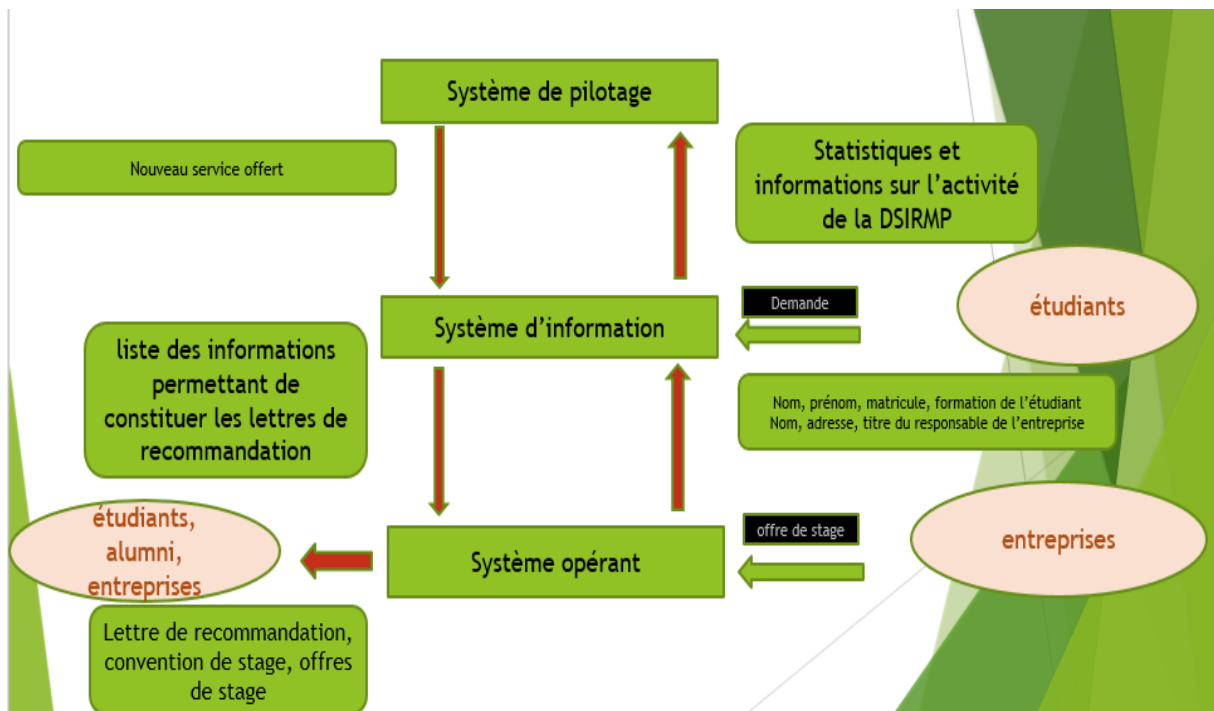 Système de pilotage
Nouveau service offert
Statistiques et
informations sur l’activité
de la DSIRMP
Demande
étudiants
Système d’information
liste des informations
permettant de
constituer les lettres de
recommandation
Nom, prénom, matricule, formation de l’étudiant
Nom, adresse, titre du responsable de l’entreprise
étudiants,
alumni,
entreprises
offre de stage
entreprises
Système opérant
Lettre de recommandation,
convention de stage, offres
de stage